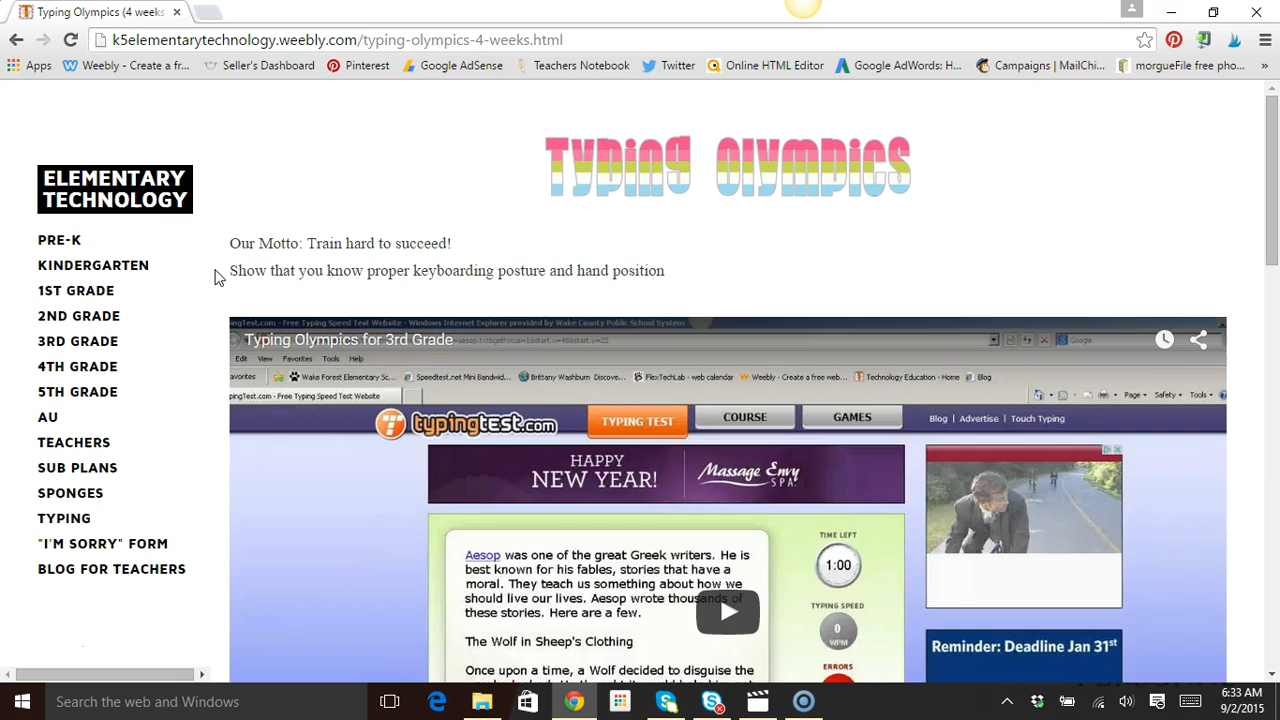 Typing Olympics (4 weeks
k5elementarytechnology.weebly.com/typing-olympics-4-weeks.html
Apps Weebly - Create a fr... Seller's Dashboard Pinterest Google AdSense Teachers Notebook Twitter Online HTML Editor Google AdWords: H... Campaigns | MailChi... morgueFile free pho... »
Typing Olympics
ELEMENTARY
TECHNOLOGY
PRE-K
KINDERGARTEN
1ST GRADE
2ND GRADE
3RD GRADE
4TH GRADE
5TH GRADE
AU
TEACHERS
SUB PLANS
SPONGES
TYPING
"I'M SORRY" FORM
BLOG FOR TEACHERS
Our Motto: Train hard to succeed!
Show that you know proper keyboarding posture and hand position
ngTest.com - Free Typing Speed Test Website - Windows Internet Explorer provided by Wake County Public School System
Typing Olympics for 3rd Grade
Google
Edit View Favorites Tools Help
avorites Wake Forest Elementary Sc... Speedtest.net Mini Bandwid... Brittany Washburn Discove... FlexTechLab - web calendar Weebly - Create a free web... Technology Education - Home Blog
ngTest.com - Free Typing Speed Test Website
Page Safety Tools
typingtest.com TYPING TEST COURSE GAMES Blog | Advertise | Touch Typing
HAPPY
NEW YEAR!
Massage Envy
SPA
Aesop was one of the great Greek writers. He is
best known for his fables, stories that have a
moral. They teach us something about how we
should live our lives. Aesop wrote thousands of
these stories. Here are a few.
The Wolf in Sheep's Clothing
Once upon a time, a Wolf decided to disguise the
TIME LEFT
1:00
TYPING SPEED
0
WPM
ERRORS
Reminder: Deadline Jan 31st
Search the web and Windows
6:33 AM
9/2/2015